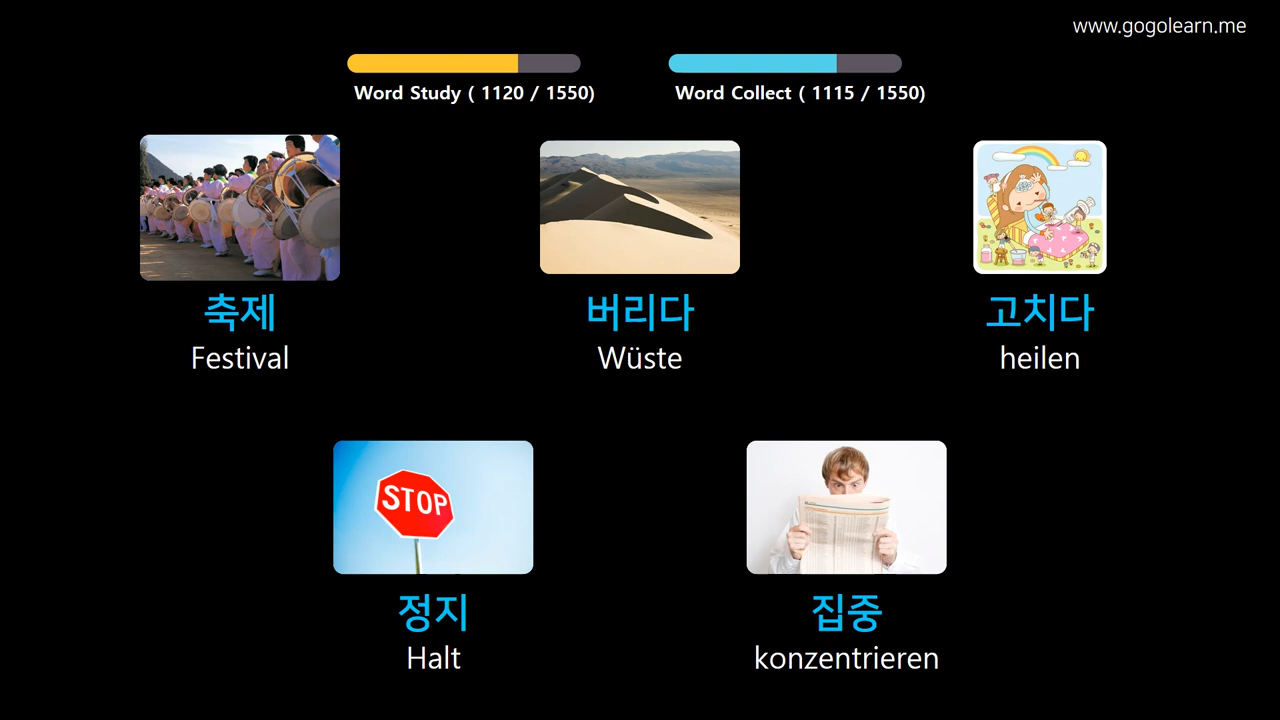 www.gogolearn.me
Word Study ( 1120 / 1550)
Word Collect ( 1115 / 1550)
축제
Festival
버리다
Wüste
고치다
heilen
STOP
정지
Halt
집중
konzentrieren